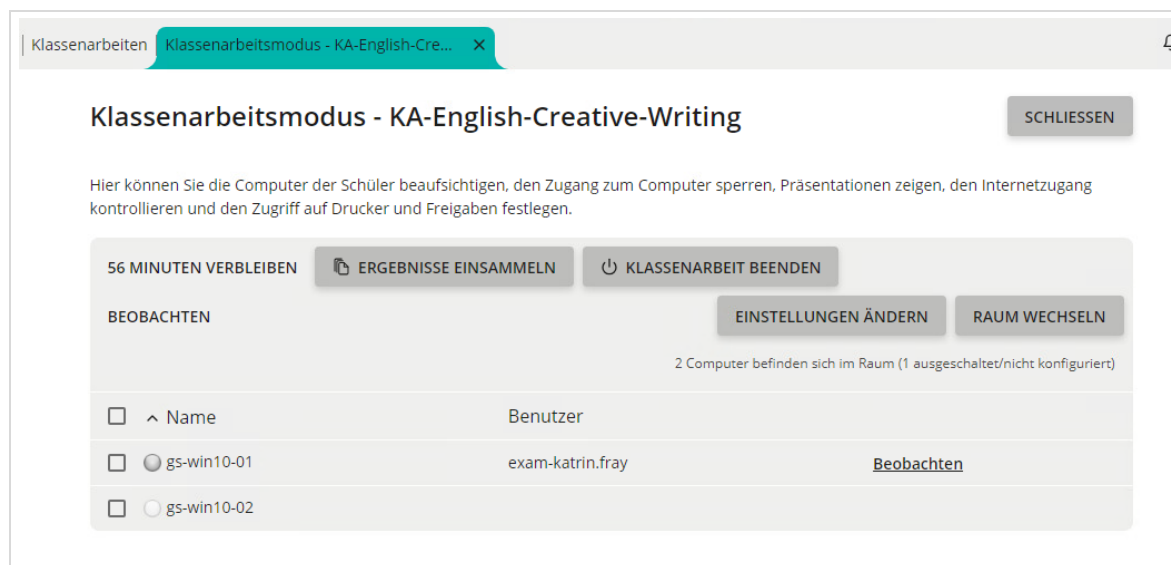 Klassenarbeiten
Klassenarbeitsmodus - KA-English-Cre...
Klassenarbeitsmodus - KA-English-Creative-Writing
SCHLIESSEN
Hier können Sie die Computer der Schüler beaufsichtigen, den Zugang zum Computer sperren, Präsentationen zeigen, den Internetzugang
kontrollieren und den Zugriff auf Drucker und Freigaben festlegen.
56 MINUTEN VERBLEIBEN ERGEBNISSE EINSAMMELN KLASSENARBEIT BEENDEN
BEOBACHTEN EINSTELLUNGEN ÄNDERN RAUM WECHSELN
2 Computer befinden sich im Raum (1 ausgeschaltet/nicht konfiguriert)
Name Benutzer
gs-win10-01 exam-katrin.fray Beobachten
gs-win10-02